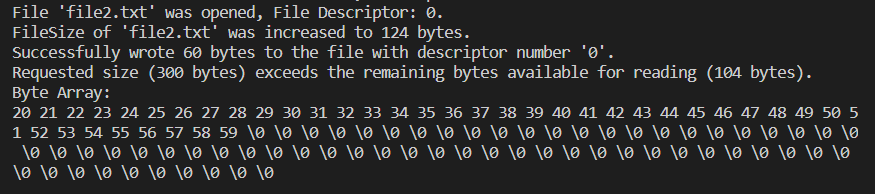 File 'file2.txt' was opened, File Descriptor: 0.
FileSize of 'file2.txt' was increased to 124 bytes.
Successfully wrote 60 bytes to the file with descriptor number '0'.
Requested size (300 bytes) exceeds the remaining bytes available for reading (104 bytes).
Byte Array:
20 21 22 23 24 25 26 27 28 29 30 31 32 33 34 35 36 37 38 39 40 41 42 43 44 45 46 47 48 49 50 5
1 52 53 54 55 56 57 58 59 \0 \0 \0 \0 \0 \0 \0 \0 \0 \0 \0 \0 \0 \0 \0 \0 \0 \0 \0 \0 \0 \0 \0
 \0 \0 \0 \0 \0 \0 \0 \0 \0 \0 \0 \0 \0 \0 \0 \0 \0 \0 \0 \0 \0 \0 \0 \0 \0 \0 \0 \0 \0 \0 \0
\0 \0 \0 \0 \0 \0 \0 \0 \0 \0